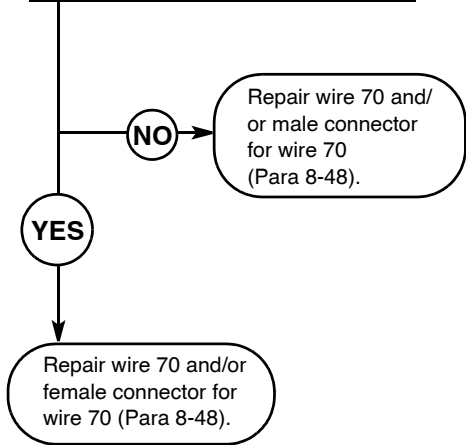 NO
Repair wire 70 and/
or male connector
for wire 70
(Para 8-48).
YES
Repair wire 70 and/or
female connector for
wire 70 (Para 8-48).